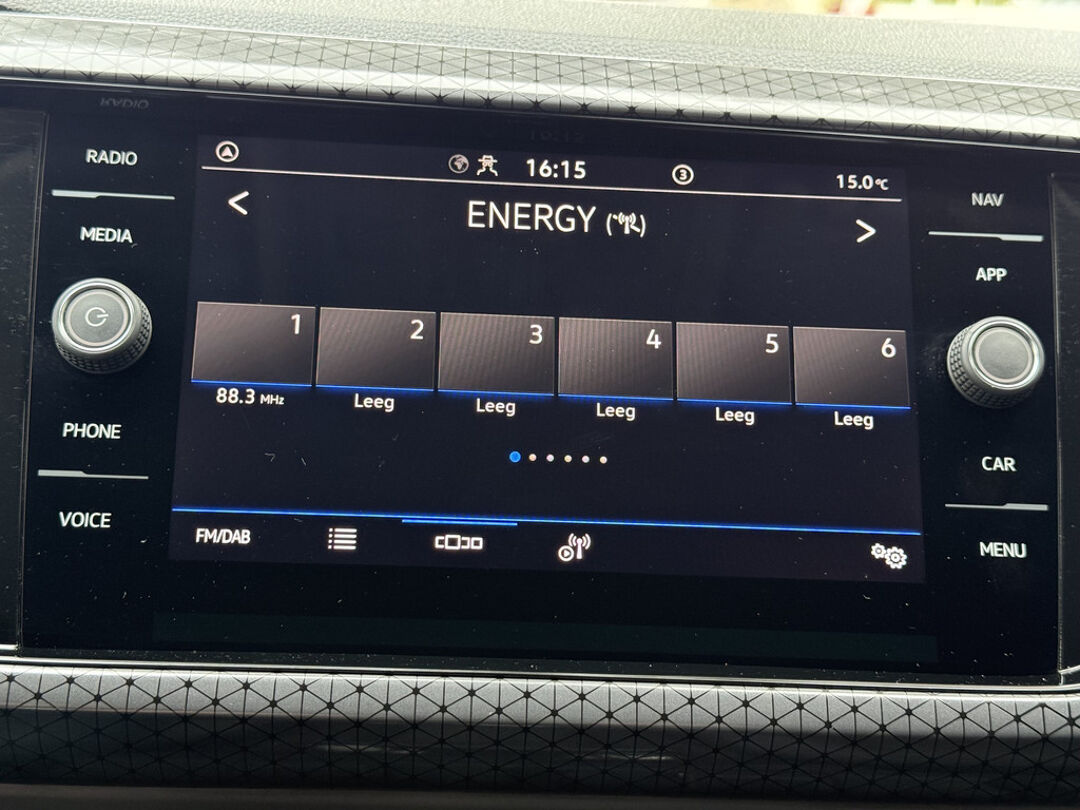 RADIO
MEDIA
PHONE
VOICE
16:15
3
15.0°C
<
ENERGY
>
1
2
3
4
5
6
88.3 MHz
Leeg
Leeg
Leeg
Leeg
Leeg
FM/DAB
NAV
APP
CAR
MENU